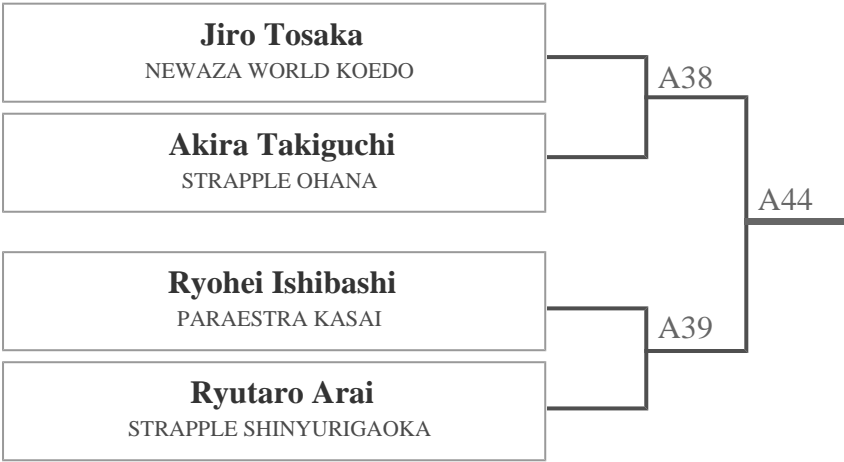 Jiro Tosaka
NEWAZA WORLD KOEDO
A38
Akira Takiguchi
STRAPPLE OHANA
A44
Ryohei Ishibashi
PARAESTRA KASAI
A39
Ryutaro Arai
STRAPPLE SHINYURIGAOKA